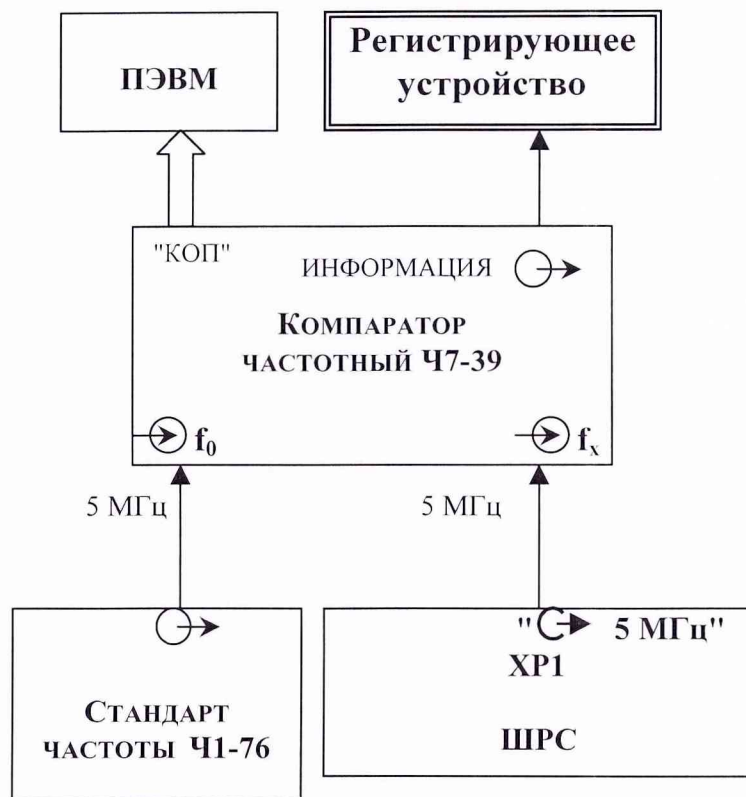 ПЭВМ
Регистрирующее
устройство
"КОП"
ИНФОРМАЦИЯ
Компаратор
частотный Ч7-39
f₀
fₓ
5 МГц
5 МГц
" 5 МГц"
ХР1
Стандарт
частоты Ч1-76
ШРС